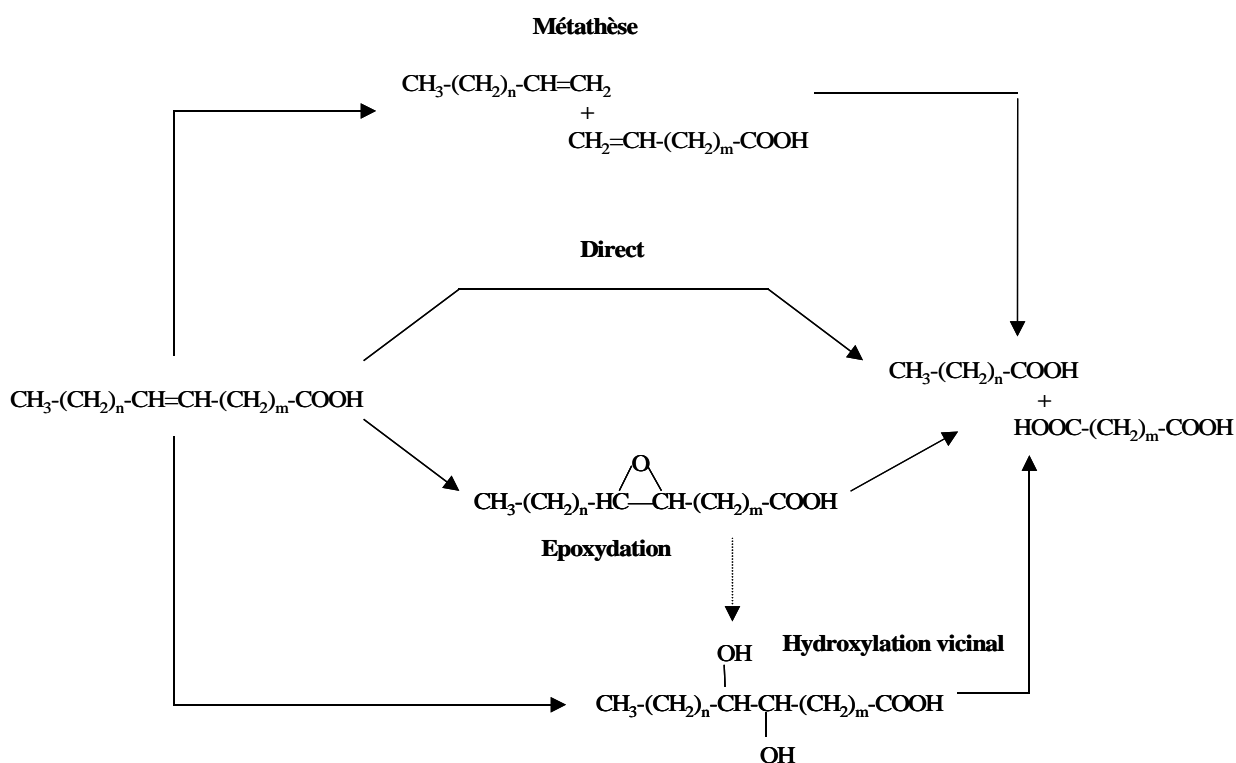 Métathèse
CH₃-(CH₂)ₙ-CH=CH₂
+
CH₂=CH-(CH₂)ₘ-COOH
Direct
CH₃-(CH₂)ₙ-COOH
+
HOOC-(CH₂)ₘ-COOH
CH₃-(CH₂)ₙ-CH=CH-(CH₂)ₘ-COOH
O
CH₃-(CH₂)ₙ-HC—CH-(CH₂)ₘ-COOH
Epoxydation
Hydroxylation vicinal
OH
CH₃-(CH₂)ₙ-CH-CH-(CH₂)ₘ-COOH
OH